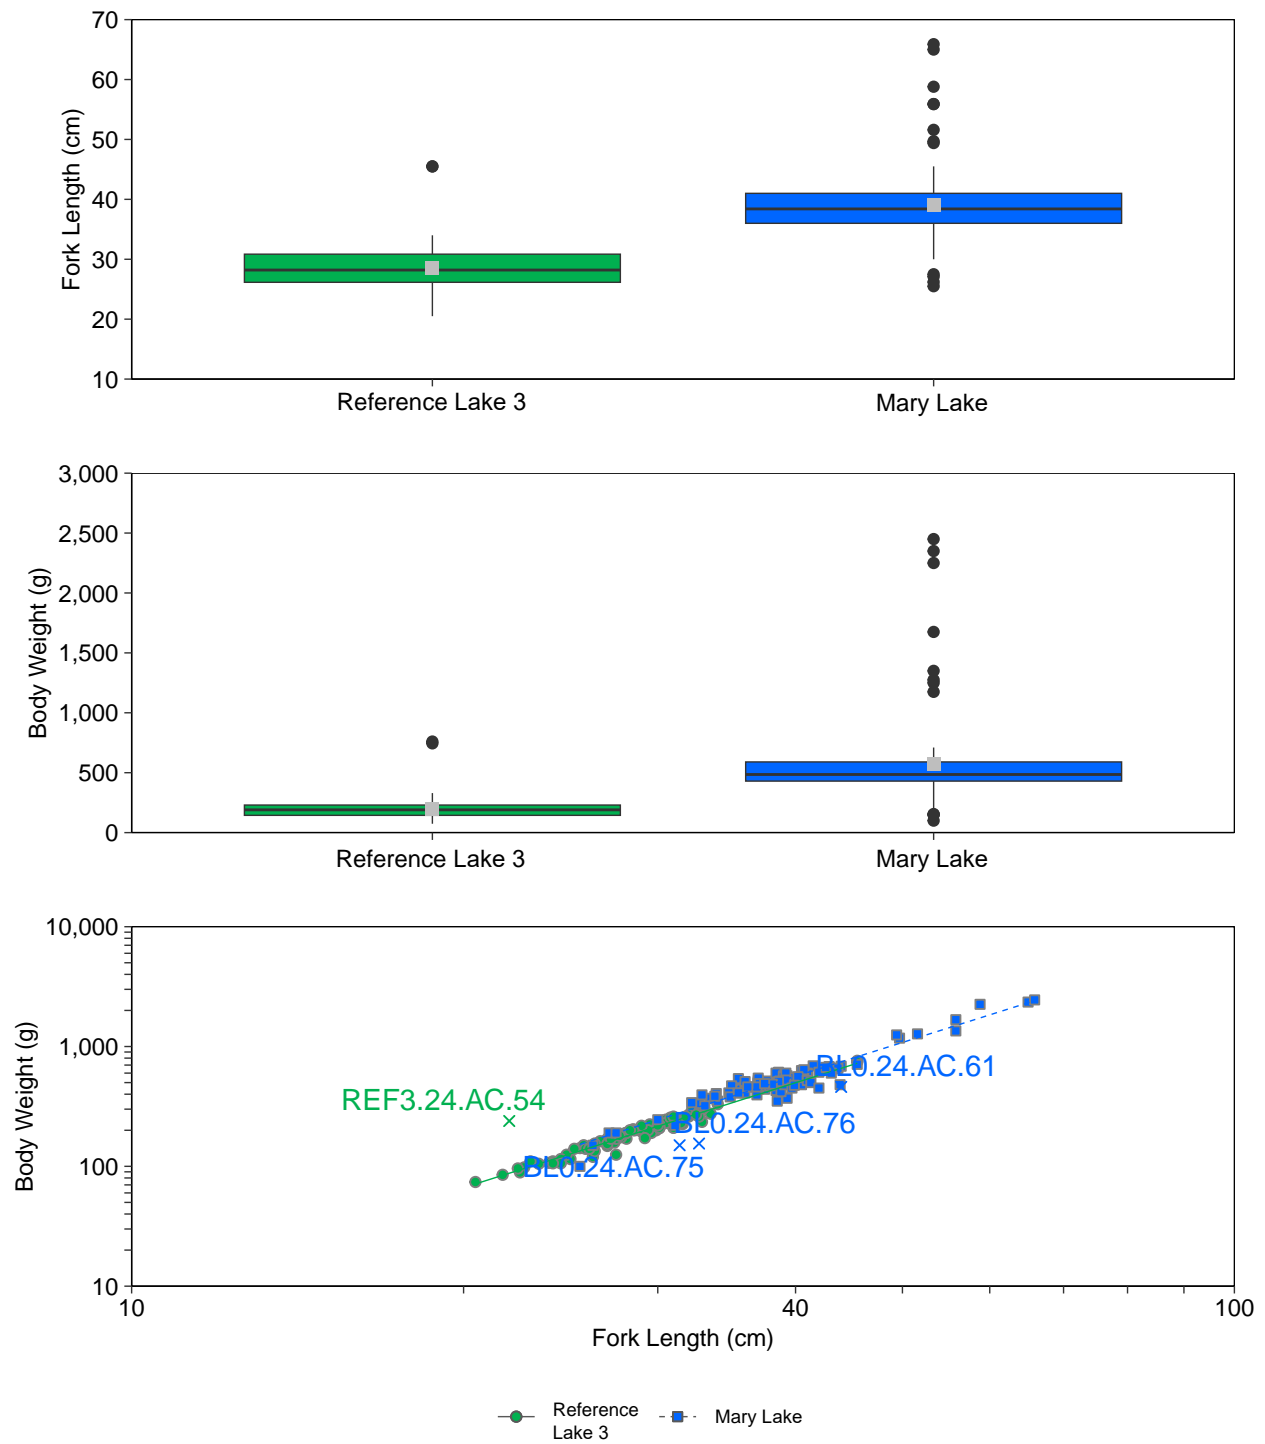 70
60
50
40
30
20
10
Fork Length (cm)
Reference Lake 3
Mary Lake
3,000
2,500
2,000
1,500
1,000
500
0
Body Weight (g)
Reference Lake 3
Mary Lake
10,000
1,000
100
10
Body Weight (g)
BL0.24.AC.61
REF3.24.AC.54
BL0.24.AC.76
BL0.24.AC.75
10
40
100
Fork Length (cm)
Reference
Lake 3
Mary Lake